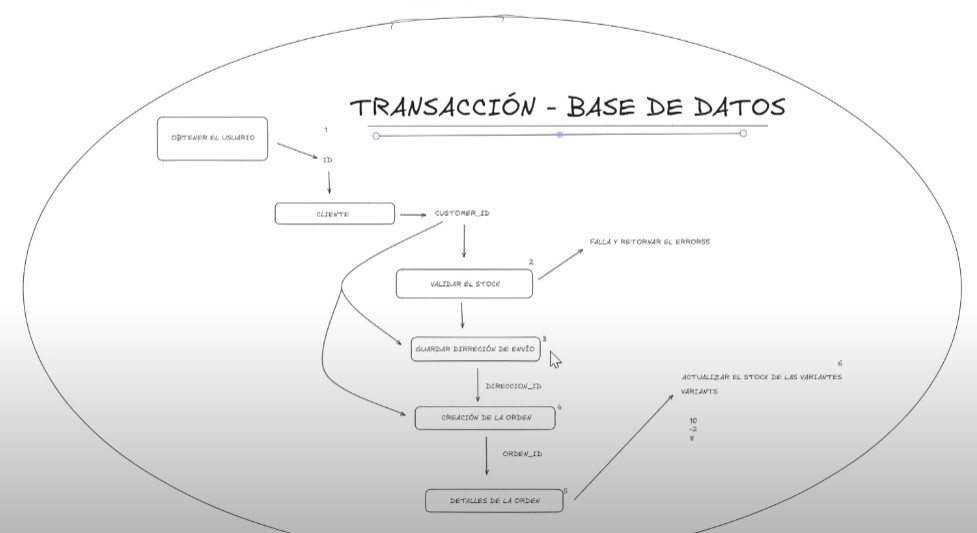 TRANSACCIÓN - BASE DE DATOS
OBTENER EL USUARIO
1
ID
CLIENTE
CUSTOMER_ID
FALLA Y RETORNAR EL ERRORSS
2
VALIDAR EL STOCK
3
GUARDAR DIRRECIÓN DE ENVÍO
DIRECCION_ID
6
ACTUALIZAR EL STOCK DE LAS VARIANTES
VARIANTS
4
CREACIÓN DE LA ORDEN
10
-2
8
ORDEN_ID
5
DETALLES DE LA ORDEN